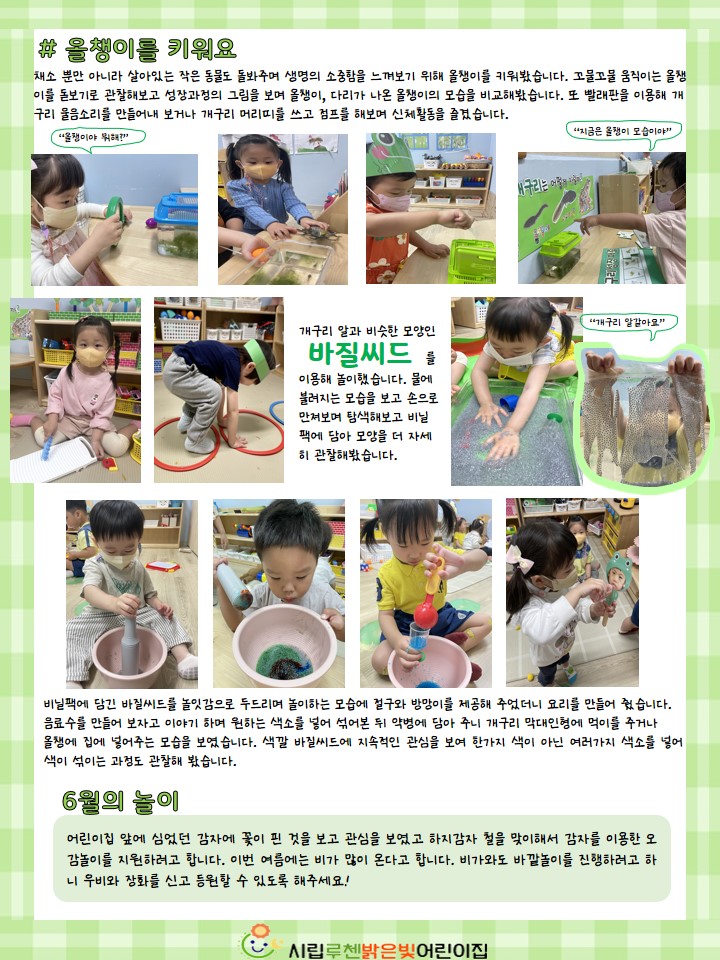 # 올챙이를 키워요
채소 뿐만 아니라 살아있는 작은 동물도 돌봐주며 생명의 소중함을 느껴보기 위해 올챙이를 키워봤습니다. 꼬물꼬물 움직이는 올챙
이를 돋보기로 관찰해보고 성장과정의 그림을 보며 올챙이, 다리가 나온 올챙이의 모습을 비교해봤습니다. 또 빨래판을 이용해 개
구리 울음소리를 만들어내 보거나 개구리 머리띠를 쓰고 점프를 해보며 신체활동을 즐겼습니다.
“올챙이야 뭐해?”
“지금은 올챙이 모습이야”
개구리 알과 비슷한 모양인
바질씨드 를
이용해 놀이했습니다. 물에
불려지는 모습을 보고 손으로
만져보며 탐색해보고 비닐
팩에 담아 모양을 더 자세
히 관찰해봤습니다.
“개구리 알같아요”
비닐팩에 담긴 바질씨드를 놀잇감으로 두드리며 놀이하는 모습에 절구와 방망이를 제공해 주었더니 요리를 만들어 줬습니다.
음료수를 만들어 보자고 이야기 하며 원하는 색소를 넣어 섞어본 뒤 약병에 담아 주니 개구리 막대인형에 먹이를 주거나
올챙에 집에 넣어주는 모습을 보였습니다. 색깔 바질씨드에 지속적인 관심을 보여 한가지 색이 아닌 여러가지 색소를 넣어
색이 섞이는 과정도 관찰해 봤습니다.
6월의 놀이
어린이집 앞에 심었던 감자에 꽃이 핀 것을 보고 관심을 보였고 하지감자 철을 맞이해서 감자를 이용한 오
감놀이를 지원하려고 합니다. 이번 여름에는 비가 많이 온다고 합니다. 비가와도 바깥놀이를 진행하려고 하
니 우비와 장화를 신고 등원할 수 있도록 해주세요!
시립루첸밝은빛어린이집